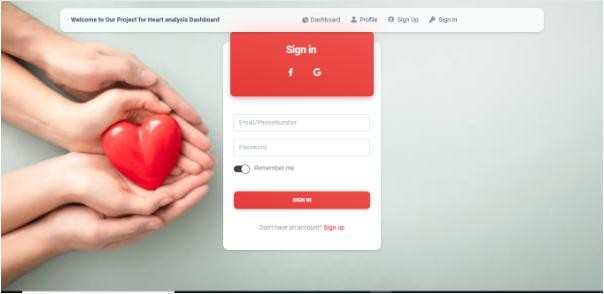 Welcome to Our Project for Heart analysis Dashboard
Dashboard Profile Sign Up Sign In
Sign in
Email/PhoneNumber
Password
Remember me
SIGN IN
Don't have an account? Sign up